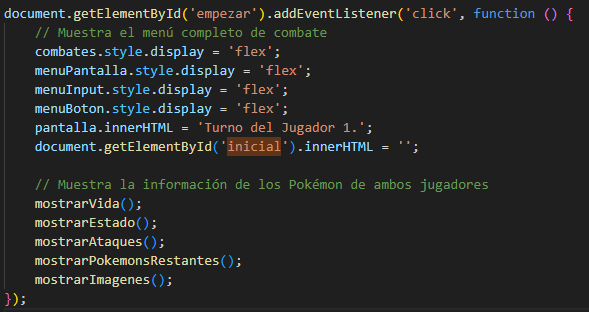 document.getElementById('empezar').addEventListener('click', function () {
    // Muestra el menú completo de combate
    combates.style.display = 'flex';
    menuPantalla.style.display = 'flex';
    menuInput.style.display = 'flex';
    menuBoton.style.display = 'flex';
    pantalla.innerHTML = 'Turno del Jugador 1.';
    document.getElementById('inicial').innerHTML = '';

    // Muestra la información de los Pokémon de ambos jugadores
    mostrarVida();
    mostrarEstado();
    mostrarAtaques();
    mostrarPokemonsRestantes();
    mostrarImagenes();
});